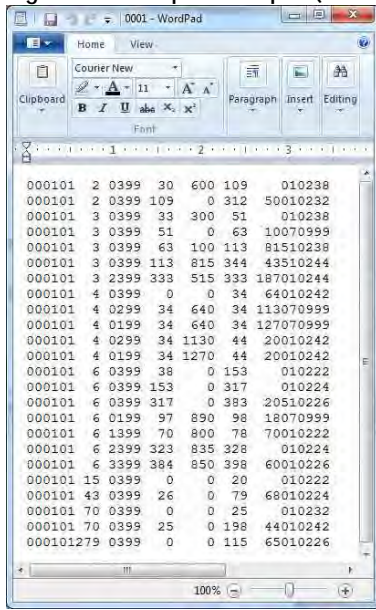 0001 - WordPad
Home View
Clipboard
Courier New
11
A A
B I U abc X₂ X²
Font
Paragraph
Insert
Editing
1 2 3
000101 2 0399 30 600 109 010238
000101 2 0399 109 0 312 50010232
000101 3 0399 33 300 51 010238
000101 3 0399 51 0 63 10070999
000101 3 0399 63 100 113 81510238
000101 3 0399 113 815 344 43510244
000101 3 2399 333 515 333 187010244
000101 4 0399 0 0 34 64010242
000101 4 0299 34 640 34 113070999
000101 4 0199 34 640 34 127070999
000101 4 0299 34 1130 44 20010242
000101 4 0199 34 1270 44 20010242
000101 6 0399 38 0 153 010222
000101 6 0399 153 0 317 010224
000101 6 0399 317 0 383 20510226
000101 6 0199 97 890 98 18070999
000101 6 1399 70 800 78 70010222
000101 6 2399 323 835 328 010224
000101 6 3399 384 850 398 60010226
000101 15 0399 0 0 20 010222
000101 43 0399 26 0 79 68010224
000101 70 0399 0 0 25 010232
000101 70 0399 25 0 198 44010242
000101279 0399 0 0 115 65010226
100%